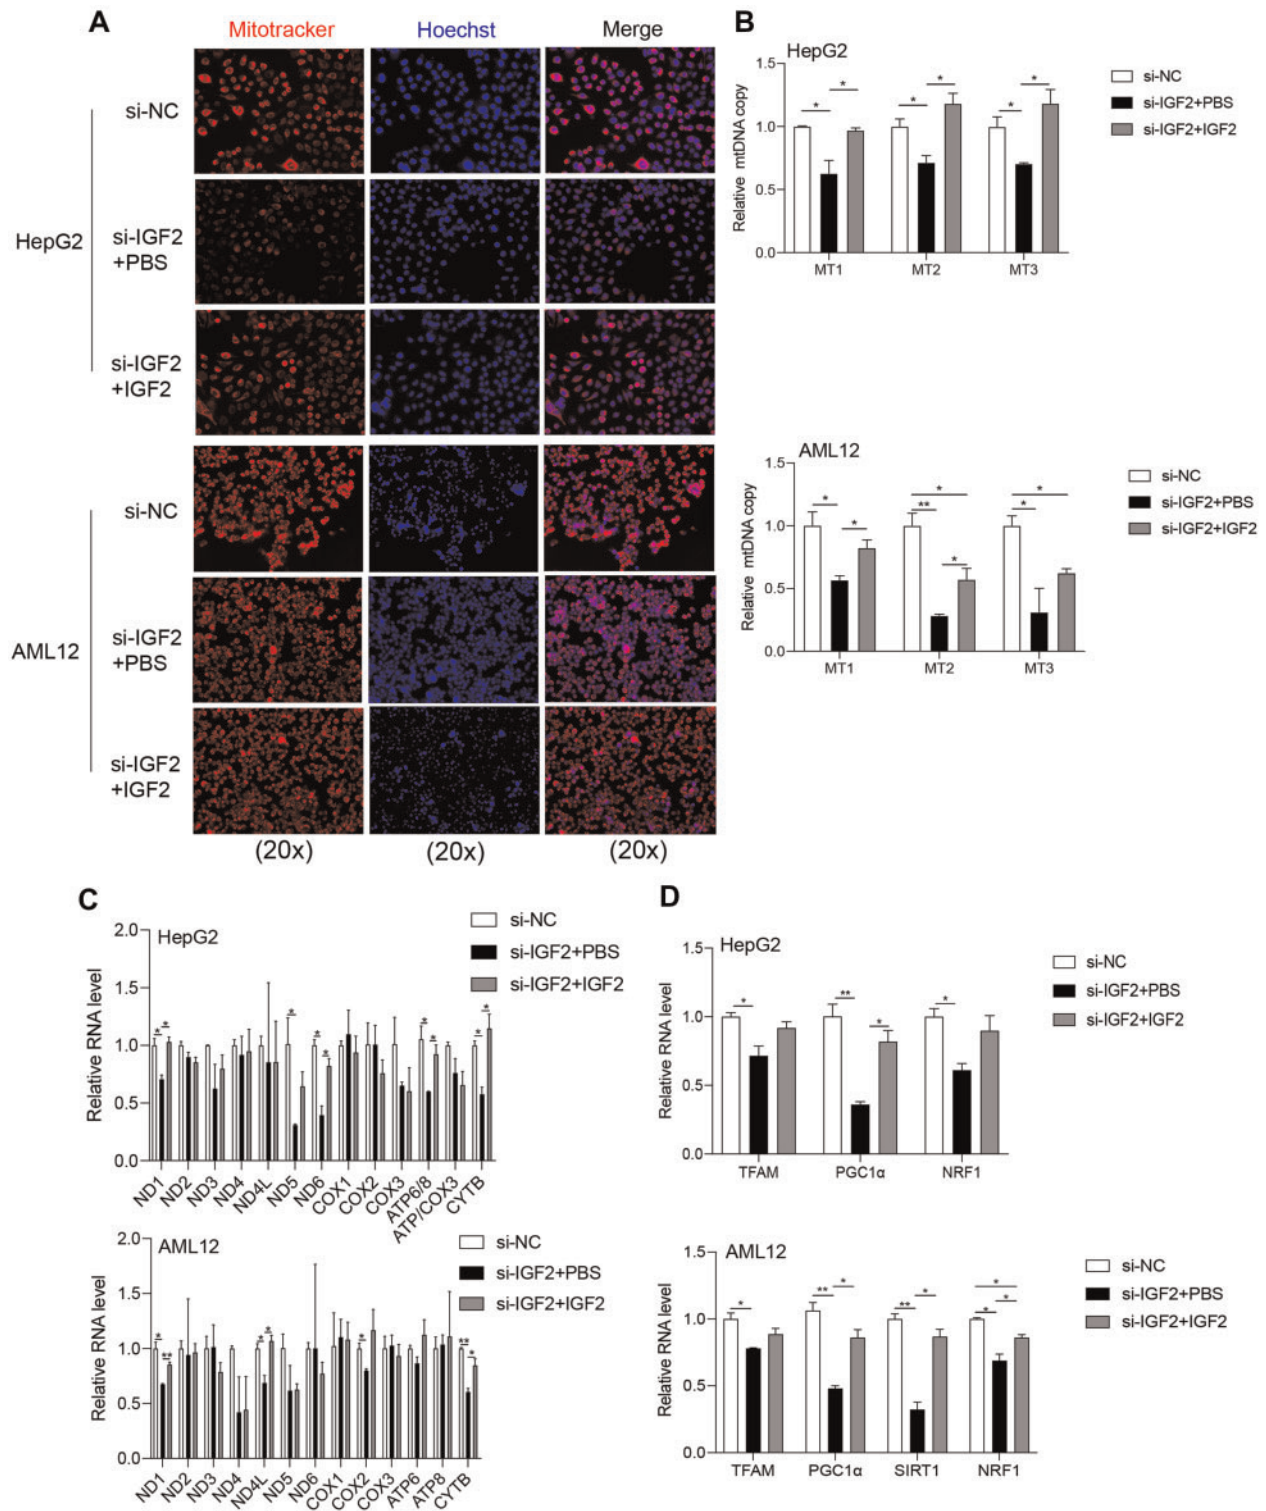 A
Mitotracker
Hoechst
Merge
HepG2
si-NC
si-IGF2
+PBS
si-IGF2
+IGF2
AML12
si-NC
si-IGF2
+PBS
si-IGF2
+IGF2
(20x)
(20x)
(20x)
B
HepG2
Relative mtDNA copy
1.5
1.0
0.5
0.0
* * * * * *
MT1
MT2
MT3
si-NC
si-IGF2+PBS
si-IGF2+IGF2
AML12
Relative mtDNA copy
1.5
1.0
0.5
0.0
* * ** * * * *
MT1
MT2
MT3
si-NC
si-IGF2+PBS
si-IGF2+IGF2
C
HepG2
Relative RNA level
2.0
1.5
1.0
0.5
0.0
* * * * * * * * *
ND1
ND2
ND3
ND4
ND4L
ND5
ND6
COX1
COX2
COX3
ATP6/8
ATP/COX3
CYTB
si-NC
si-IGF2+PBS
si-IGF2+IGF2
AML12
Relative RNA level
2.0
1.5
1.0
0.5
0.0
* ** * * * ** *
ND1
ND2
ND3
ND4
ND4L
ND5
ND6
COX1
COX2
COX3
ATP6
ATP8
CYTB
si-NC
si-IGF2+PBS
si-IGF2+IGF2
D
HepG2
Relative RNA level
1.5
1.0
0.5
0.0
* ** * *
TFAM
PGC1α
NRF1
si-NC
si-IGF2+PBS
si-IGF2+IGF2
AML12
Relative RNA level
1.5
1.0
0.5
0.0
* ** * ** * * * *
TFAM
PGC1α
SIRT1
NRF1
si-NC
si-IGF2+PBS
si-IGF2+IGF2